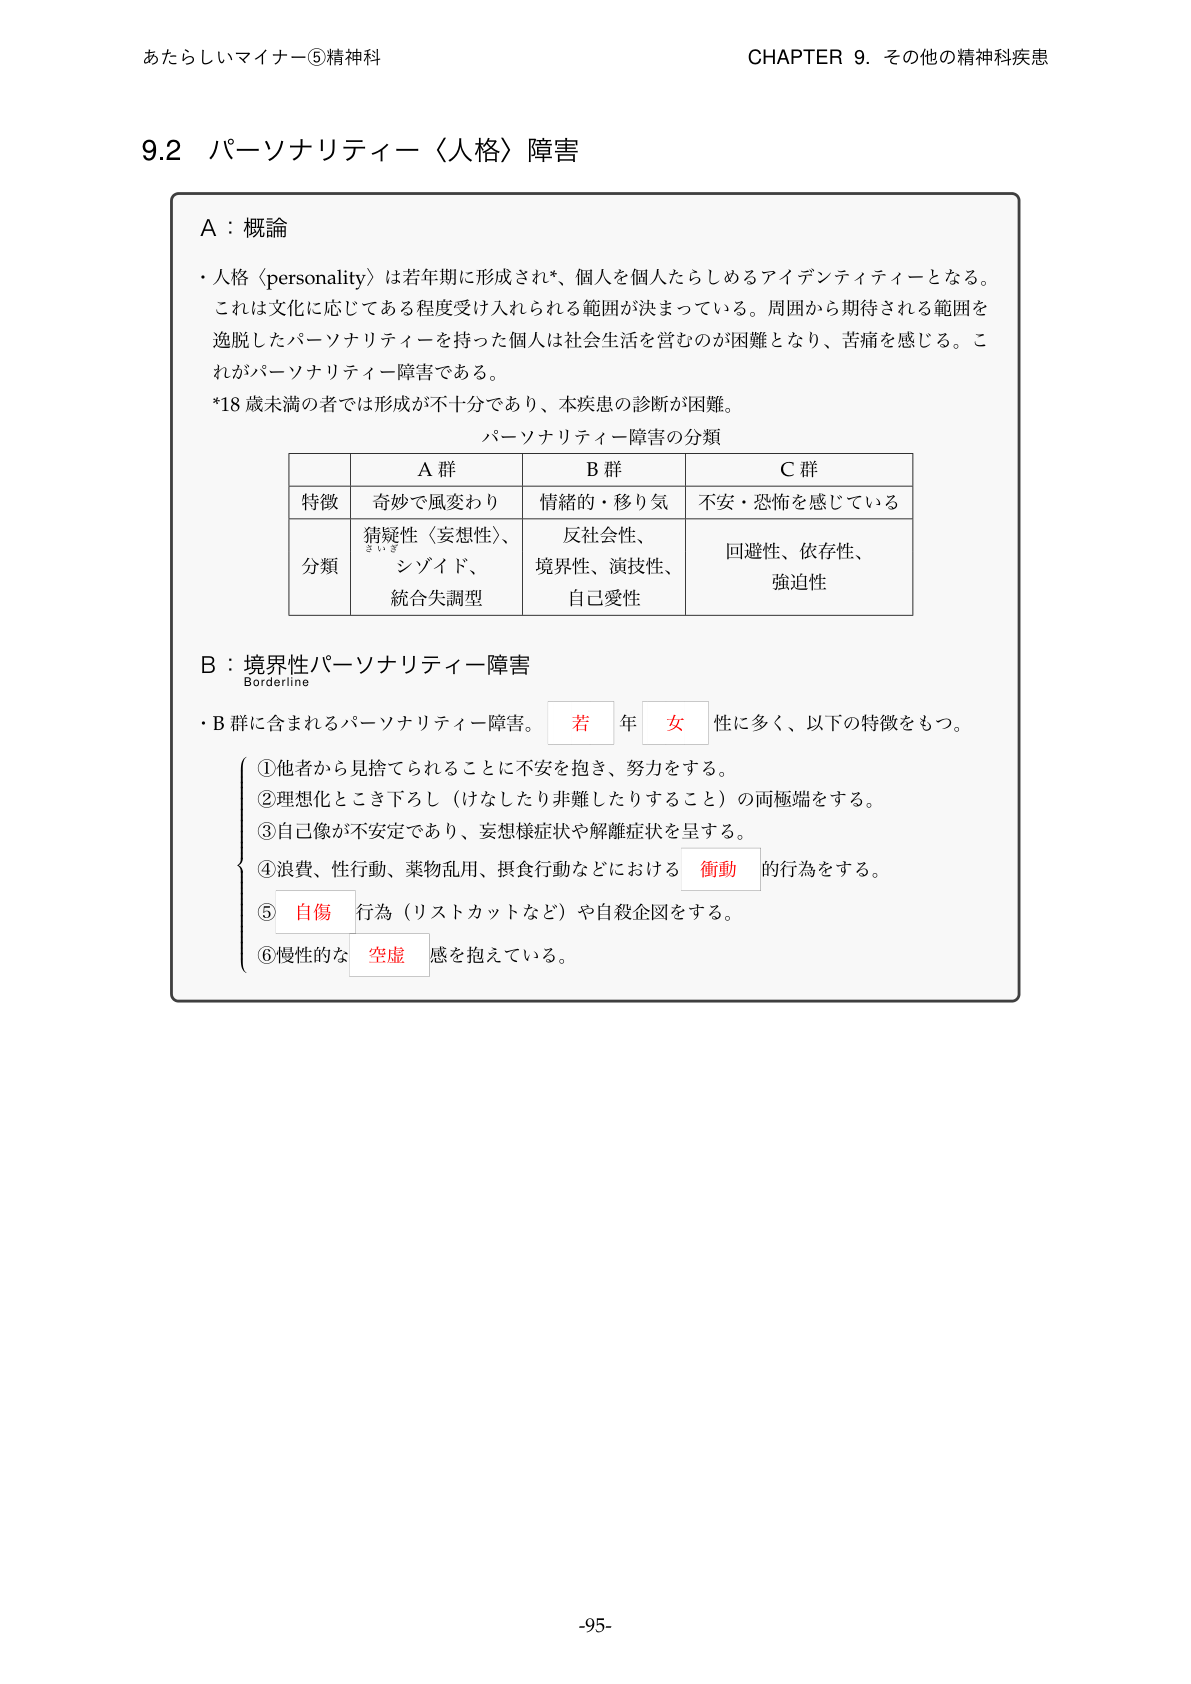 あたらしいマイナー⑤精神科 CHAPTER 9. その他の精神科疾患
9.2 パーソナリティー〈人格〉障害
A：概論
・人格〈personality〉は若年期に形成され*、個人を個人たらしめるアイデンティティーとなる。
これは文化に応じてある程度受け入れられる範囲が決まっている。周囲から期待される範囲を
逸脱したパーソナリティーを持った個人は社会生活を営むのが困難となり、苦痛を感じる。こ
れがパーソナリティー障害である。
*18 歳未満の者では形成が不十分であり、本疾患の診断が困難。
パーソナリティー障害の分類
A 群 B 群 C 群
特徴 奇妙で風変わり 情緒的・移り気 不安・恐怖を感じている
分類
猜疑性〈妄想性〉、
さいぎ
シゾイド、
統合失調型
反社会性、
境界性、演技性、
自己愛性
回避性、依存性、
強迫性
B：境界性パーソナリティー障害
Borderline
・B 群に含まれるパーソナリティー障害。 若 年 女 性に多く、以下の特徴をもつ。
①他者から見捨てられることに不安を抱き、努力をする。
②理想化とこき下ろし（けなしたり非難したりすること）の両極端をする。
③自己像が不安定であり、妄想様症状や解離症状を呈する。
④浪費、性行動、薬物乱用、摂食行動などにおける 衝動 的行為をする。
⑤ 自傷 行為（リストカットなど）や自殺企図をする。
⑥慢性的な 空虚 感を抱えている。
-95-